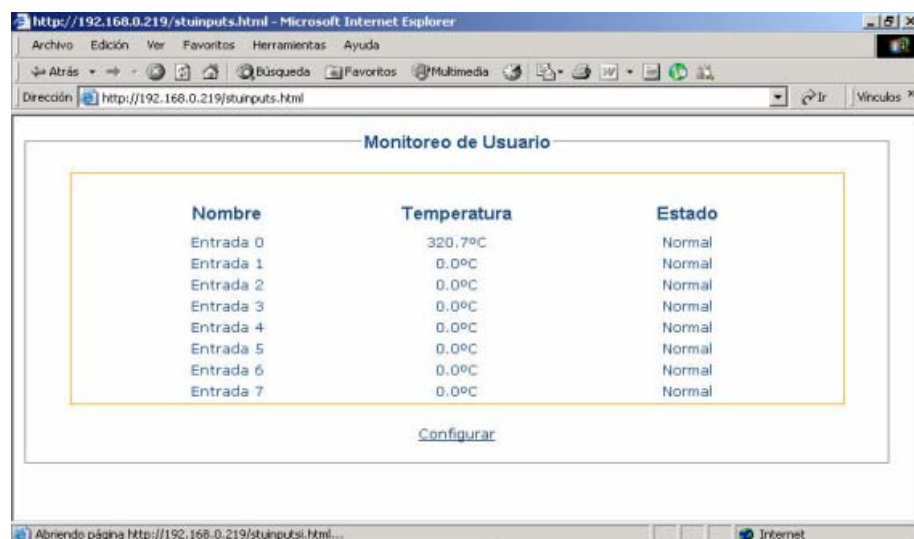 http://192.168.0.219/stuinputs.html - Microsoft Internet Explorer
Archivo Edición Ver Favoritos Herramientas Ayuda
Atrás Búsqueda Favoritos Multimedia
Dirección http://192.168.0.219/stuinputs.html Ir Vínculos
Monitoreo de Usuario
Nombre Temperatura Estado
Entrada 0 320.7ºC Normal
Entrada 1 0.0ºC Normal
Entrada 2 0.0ºC Normal
Entrada 3 0.0ºC Normal
Entrada 4 0.0ºC Normal
Entrada 5 0.0ºC Normal
Entrada 6 0.0ºC Normal
Entrada 7 0.0ºC Normal
Configurar
Abriendo página http://192.168.0.219/stuinputsi.html... Internet